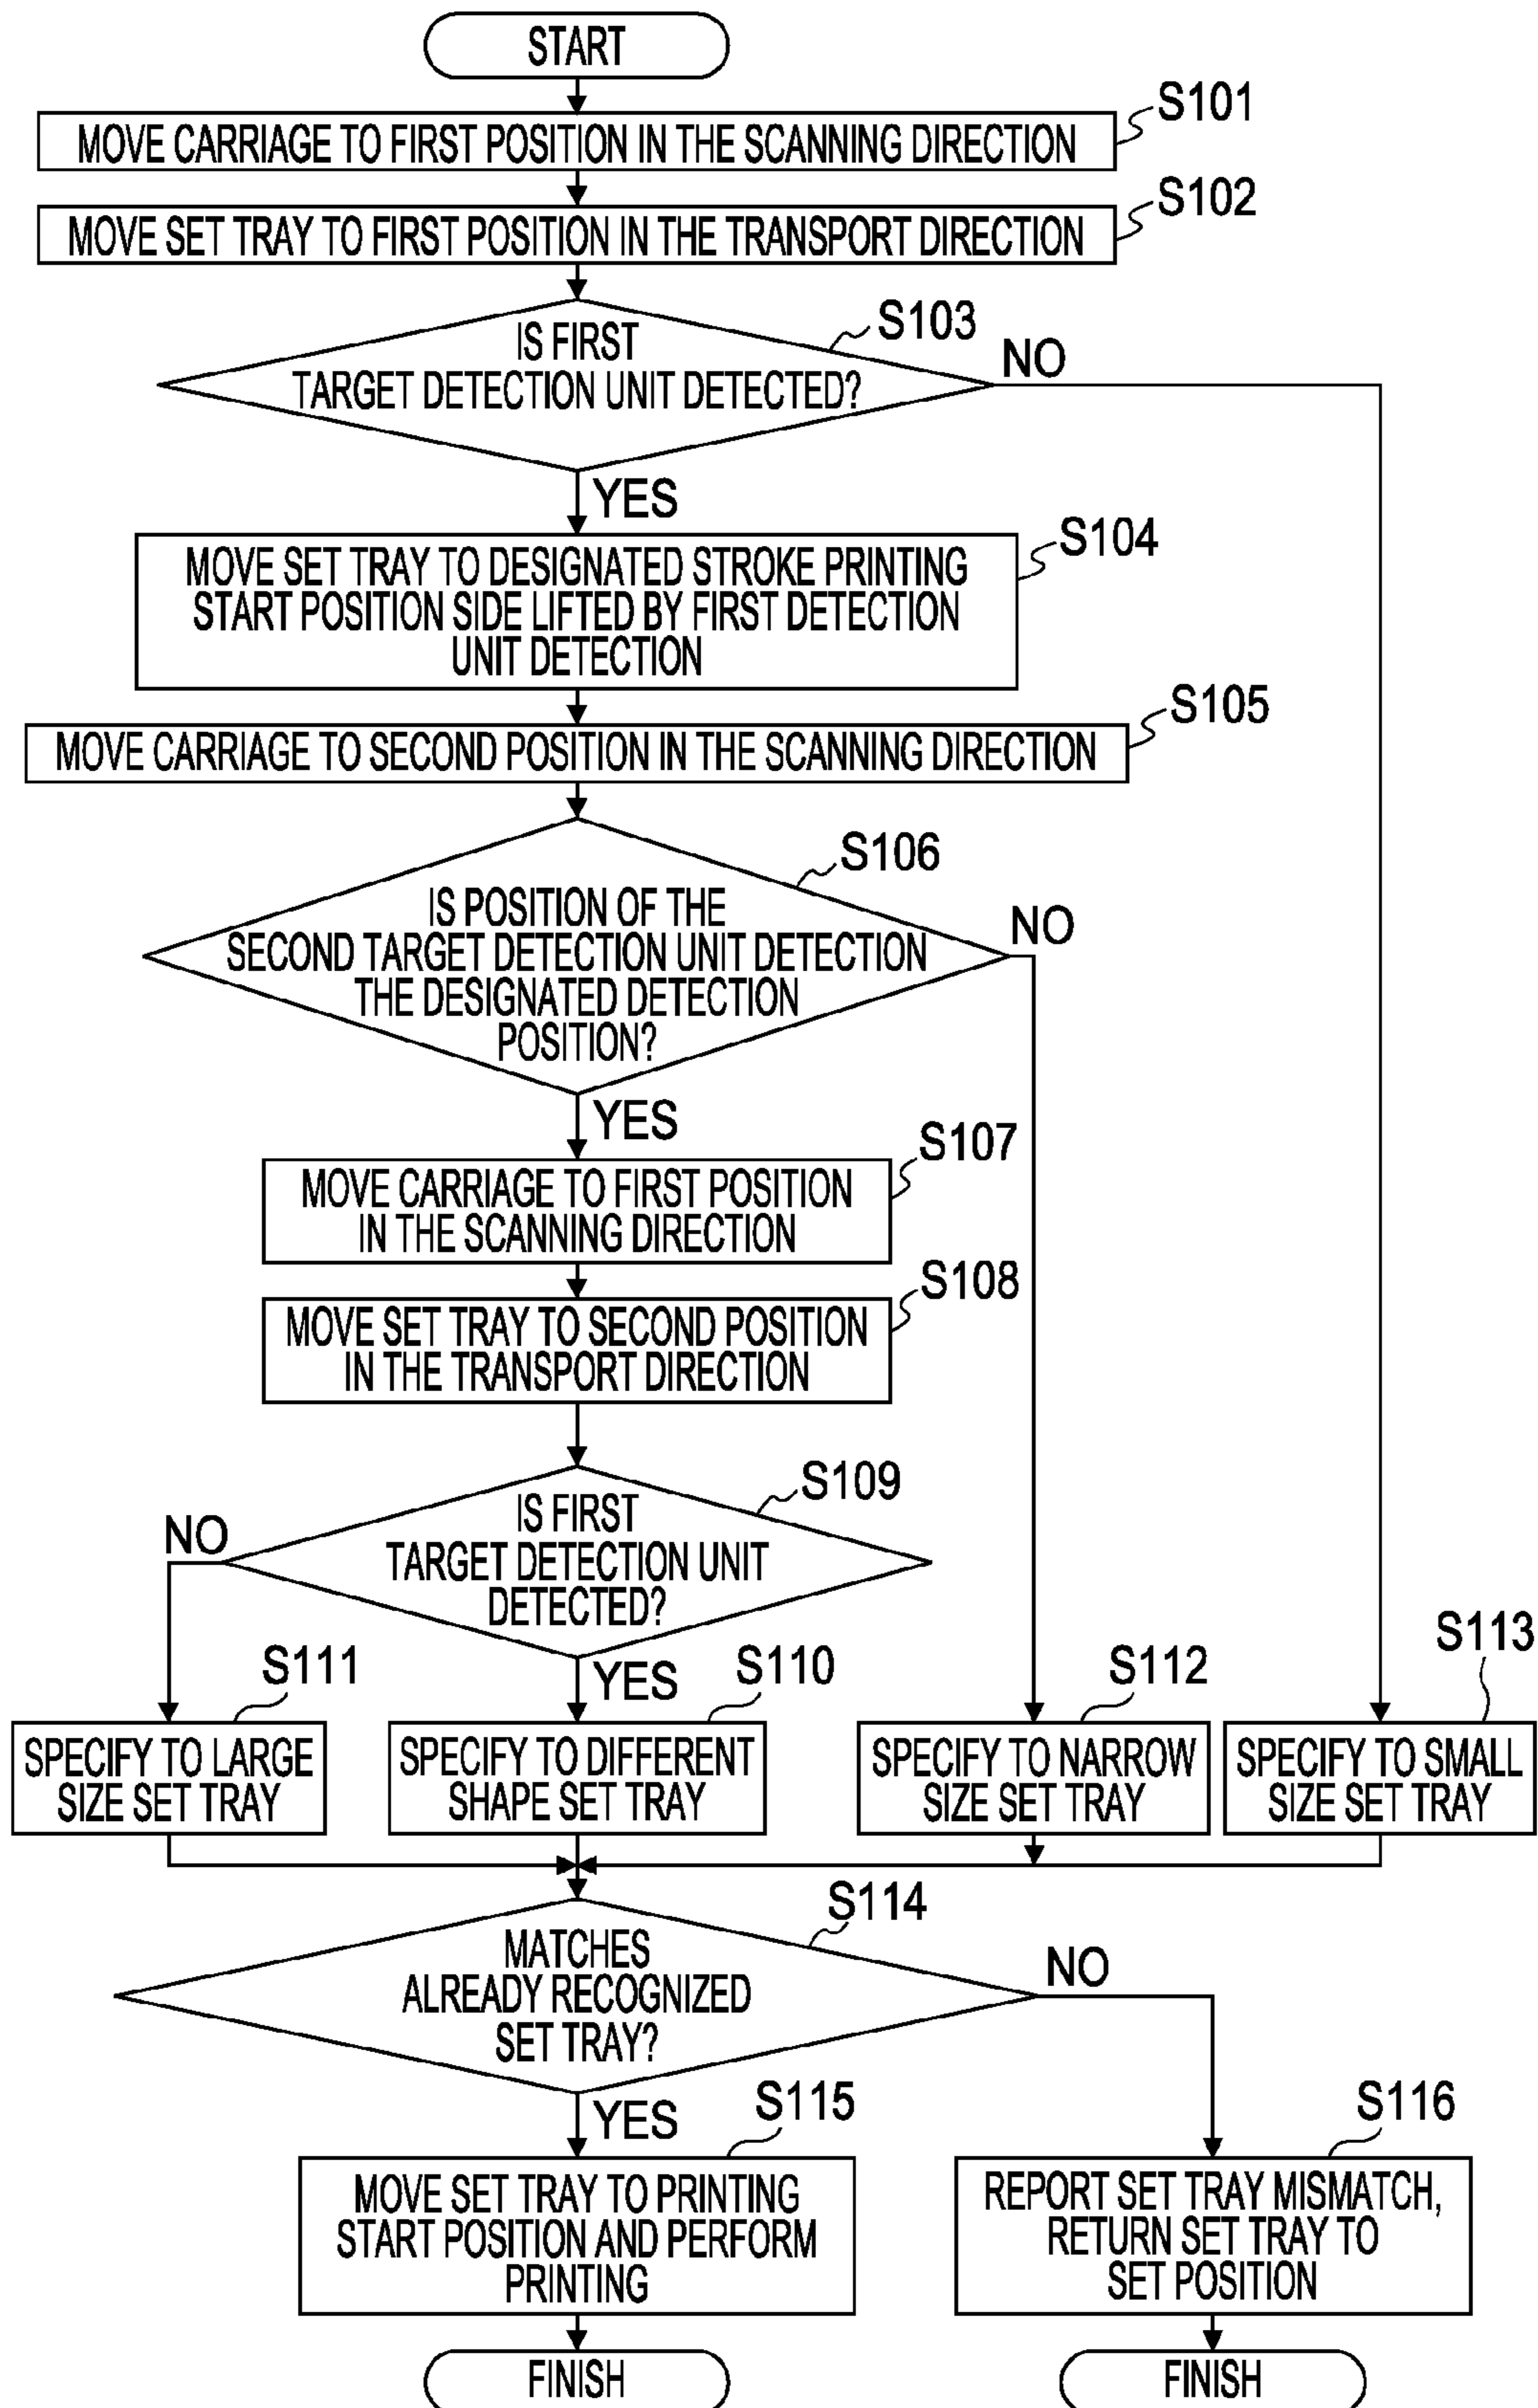 START
S101
MOVE CARRIAGE TO FIRST POSITION IN THE SCANNING DIRECTION
S102
MOVE SET TRAY TO FIRST POSITION IN THE TRANSPORT DIRECTION
S103
IS FIRST
TARGET DETECTION UNIT DETECTED?
NO
YES
S104
MOVE SET TRAY TO DESIGNATED STROKE PRINTING
START POSITION SIDE LIFTED BY FIRST DETECTION
UNIT DETECTION
S105
MOVE CARRIAGE TO SECOND POSITION IN THE SCANNING DIRECTION
S106
IS POSITION OF THE
SECOND TARGET DETECTION UNIT DETECTION
THE DESIGNATED DETECTION
POSITION?
NO
YES
S107
MOVE CARRIAGE TO FIRST POSITION
IN THE SCANNING DIRECTION
S108
MOVE SET TRAY TO SECOND POSITION
IN THE TRANSPORT DIRECTION
S109
IS FIRST
TARGET DETECTION UNIT
DETECTED?
NO
YES
S111
SPECIFY TO LARGE
SIZE SET TRAY
S110
SPECIFY TO DIFFERENT
SHAPE SET TRAY
S112
SPECIFY TO NARROW
SIZE SET TRAY
S113
SPECIFY TO SMALL
SIZE SET TRAY
S114
MATCHES
ALREADY RECOGNIZED
SET TRAY?
NO
YES
S115
MOVE SET TRAY TO PRINTING
START POSITION AND PERFORM
PRINTING
S116
REPORT SET TRAY MISMATCH,
RETURN SET TRAY TO
SET POSITION
FINISH
FINISH